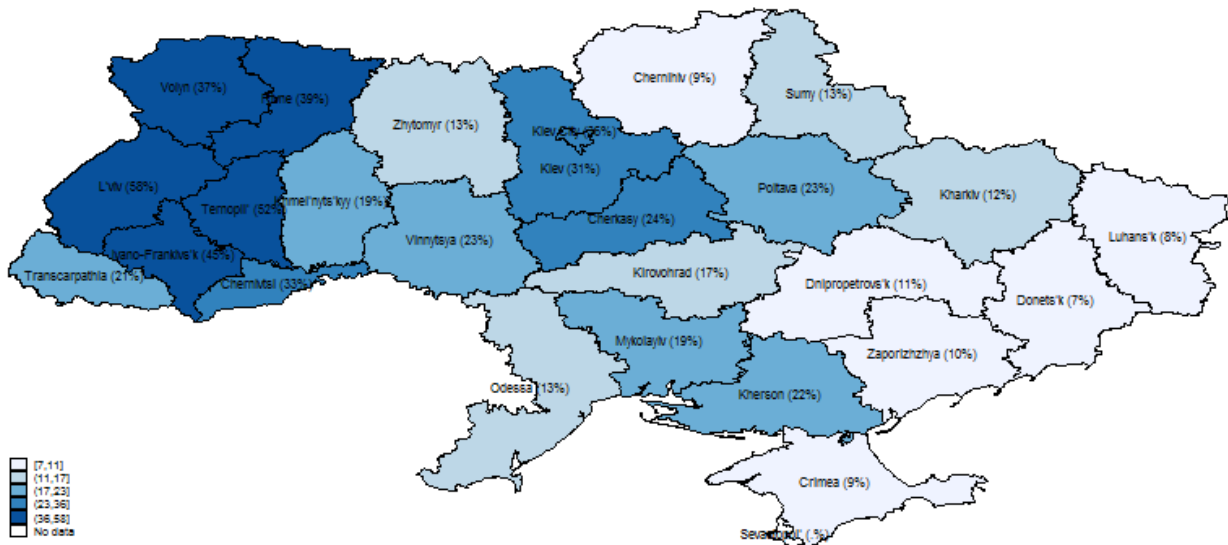 Chernihiv (9%)
Volyn (37%)
Rivne (39%)
Sumy (13%)
Zhytomyr (13%)
Kiev City
Kiev (31%)
L'viv (58%)
Ternopil' (52%)
Khmel'nyts'kyy (19%)
Poltava (23%)
Kharkiv (12%)
Cherkasy (24%)
Vinnytsya (23%)
Luhans'k (8%)
Ivano-Frankivs'k (45%)
Transcarpathia (21%)
Chernivtsi (33%)
Kirovohrad (17%)
Dnipropetrovs'k (11%)
Donets'k (7%)
Mykolayiv (19%)
Zaporizhzhya (10%)
Odessa (13%)
Kherson (22%)
Crimea (9%)
Sevastopol' (.%)
[7,11]
(11,17]
(17,23]
(23,36]
(36,58]
No data